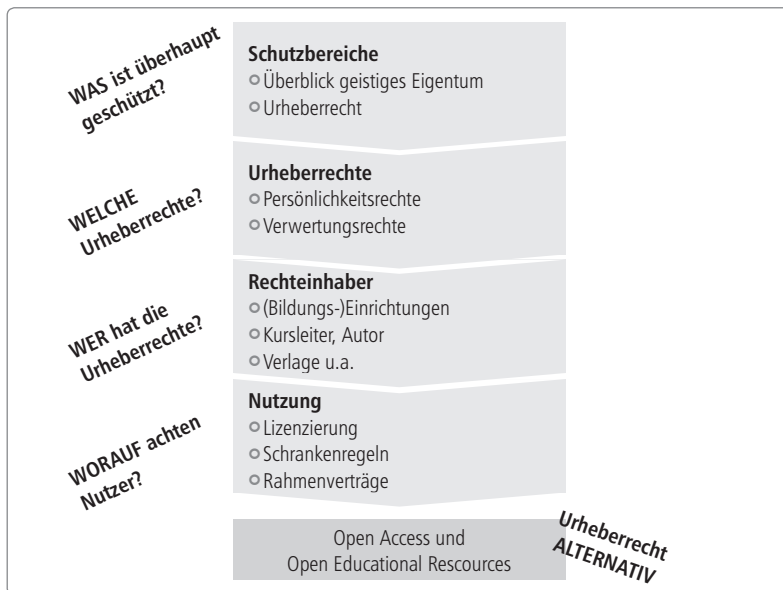 WAS ist überhaupt
geschützt?
Schutzbereiche
Überblick geistiges Eigentum
Urheberrecht
WELCHE
Urheberrechte?
Urheberrechte
Persönlichkeitsrechte
Verwertungsrechte
WER hat die
Urheberrechte?
Rechteinhaber
(Bildungs-)Einrichtungen
Kursleiter, Autor
Verlage u.a.
WORAUF achten
Nutzer?
Nutzung
Lizenzierung
Schrankenregeln
Rahmenverträge
Open Access und
Open Educational Rescources
Urheberrecht
ALTERNATIV